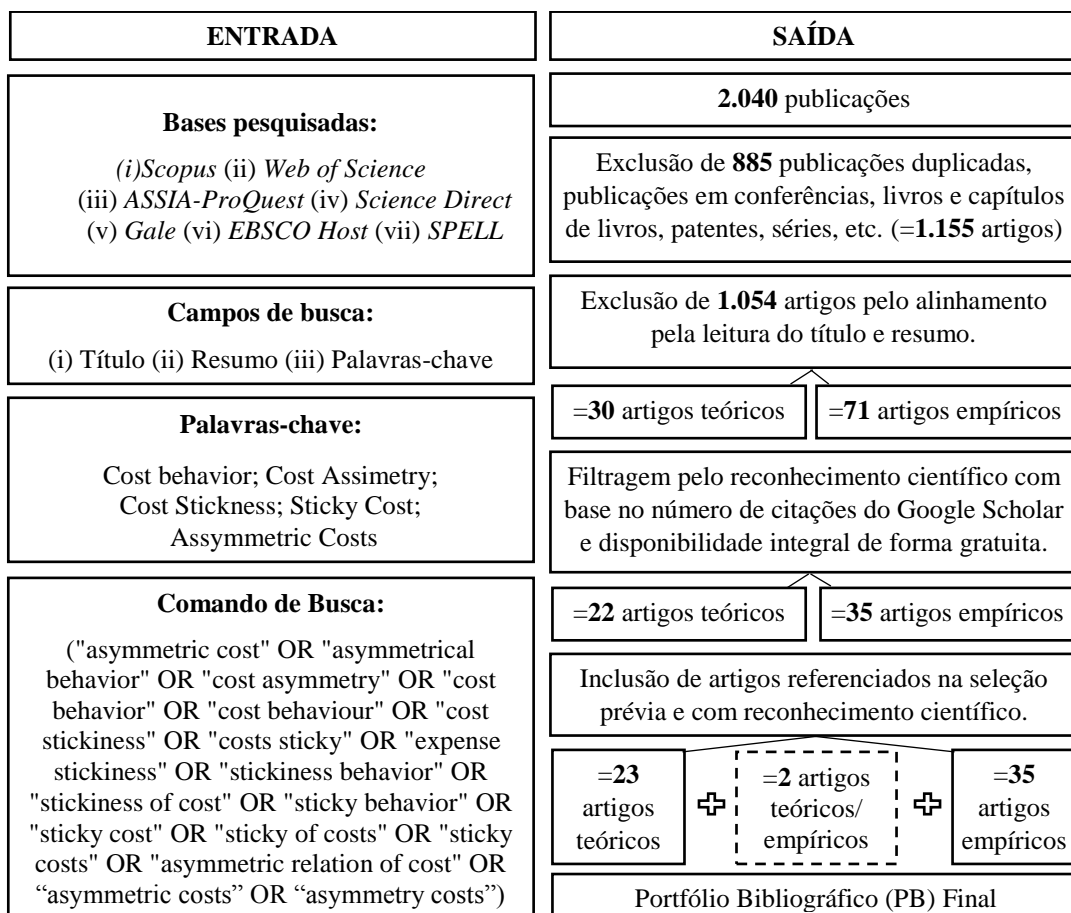 ENTRADA
Bases pesquisadas:
(i)Scopus (ii) Web of Science
(iii) ASSIA-ProQuest (iv) Science Direct
(v) Gale (vi) EBSCO Host (vii) SPELL
Campos de busca:
(i) Título (ii) Resumo (iii) Palavras-chave
Palavras-chave:
Cost behavior; Cost Assimetry;
Cost Stickness; Sticky Cost;
Assymmetric Costs
Comando de Busca:
("asymmetric cost" OR "asymmetrical
behavior" OR "cost asymmetry" OR "cost
behavior" OR "cost behaviour" OR "cost
stickiness" OR "costs sticky" OR "expense
stickiness" OR "stickiness behavior" OR
"stickiness of cost" OR "sticky behavior" OR
"sticky cost" OR "sticky of costs" OR "sticky
costs" OR "asymmetric relation of cost" OR
“asymmetric costs” OR “asymmetry costs”)
SAÍDA
2.040 publicações
Exclusão de 885 publicações duplicadas,
publicações em conferências, livros e capítulos
de livros, patentes, séries, etc. (=1.155 artigos)
Exclusão de 1.054 artigos pelo alinhamento
pela leitura do título e resumo.
=30 artigos teóricos
=71 artigos empíricos
Filtragem pelo reconhecimento científico com
base no número de citações do Google Scholar
e disponibilidade integral de forma gratuita.
=22 artigos teóricos
=35 artigos empíricos
Inclusão de artigos referenciados na seleção
prévia e com reconhecimento científico.
=23
artigos
teóricos
=2 artigos
teóricos/
empíricos
=35
artigos
empíricos
Portfólio Bibliográfico (PB) Final